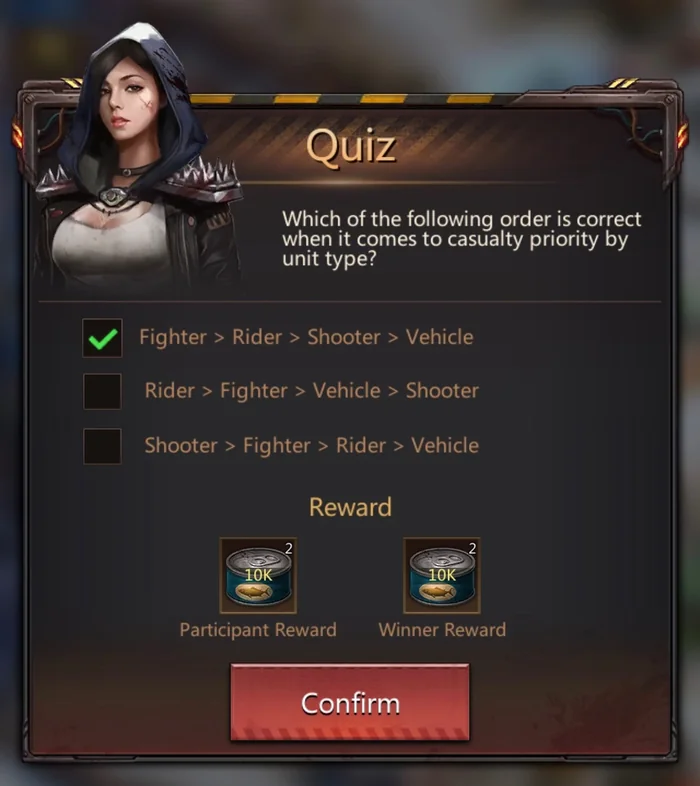 Quiz
Which of the following order is correct
when it comes to casualty priority by
unit type?
Fighter > Rider > Shooter > Vehicle
Rider > Fighter > Vehicle > Shooter
Shooter > Fighter > Rider > Vehicle
Reward
2
10K
2
10K
Participant Reward
Winner Reward
Confirm